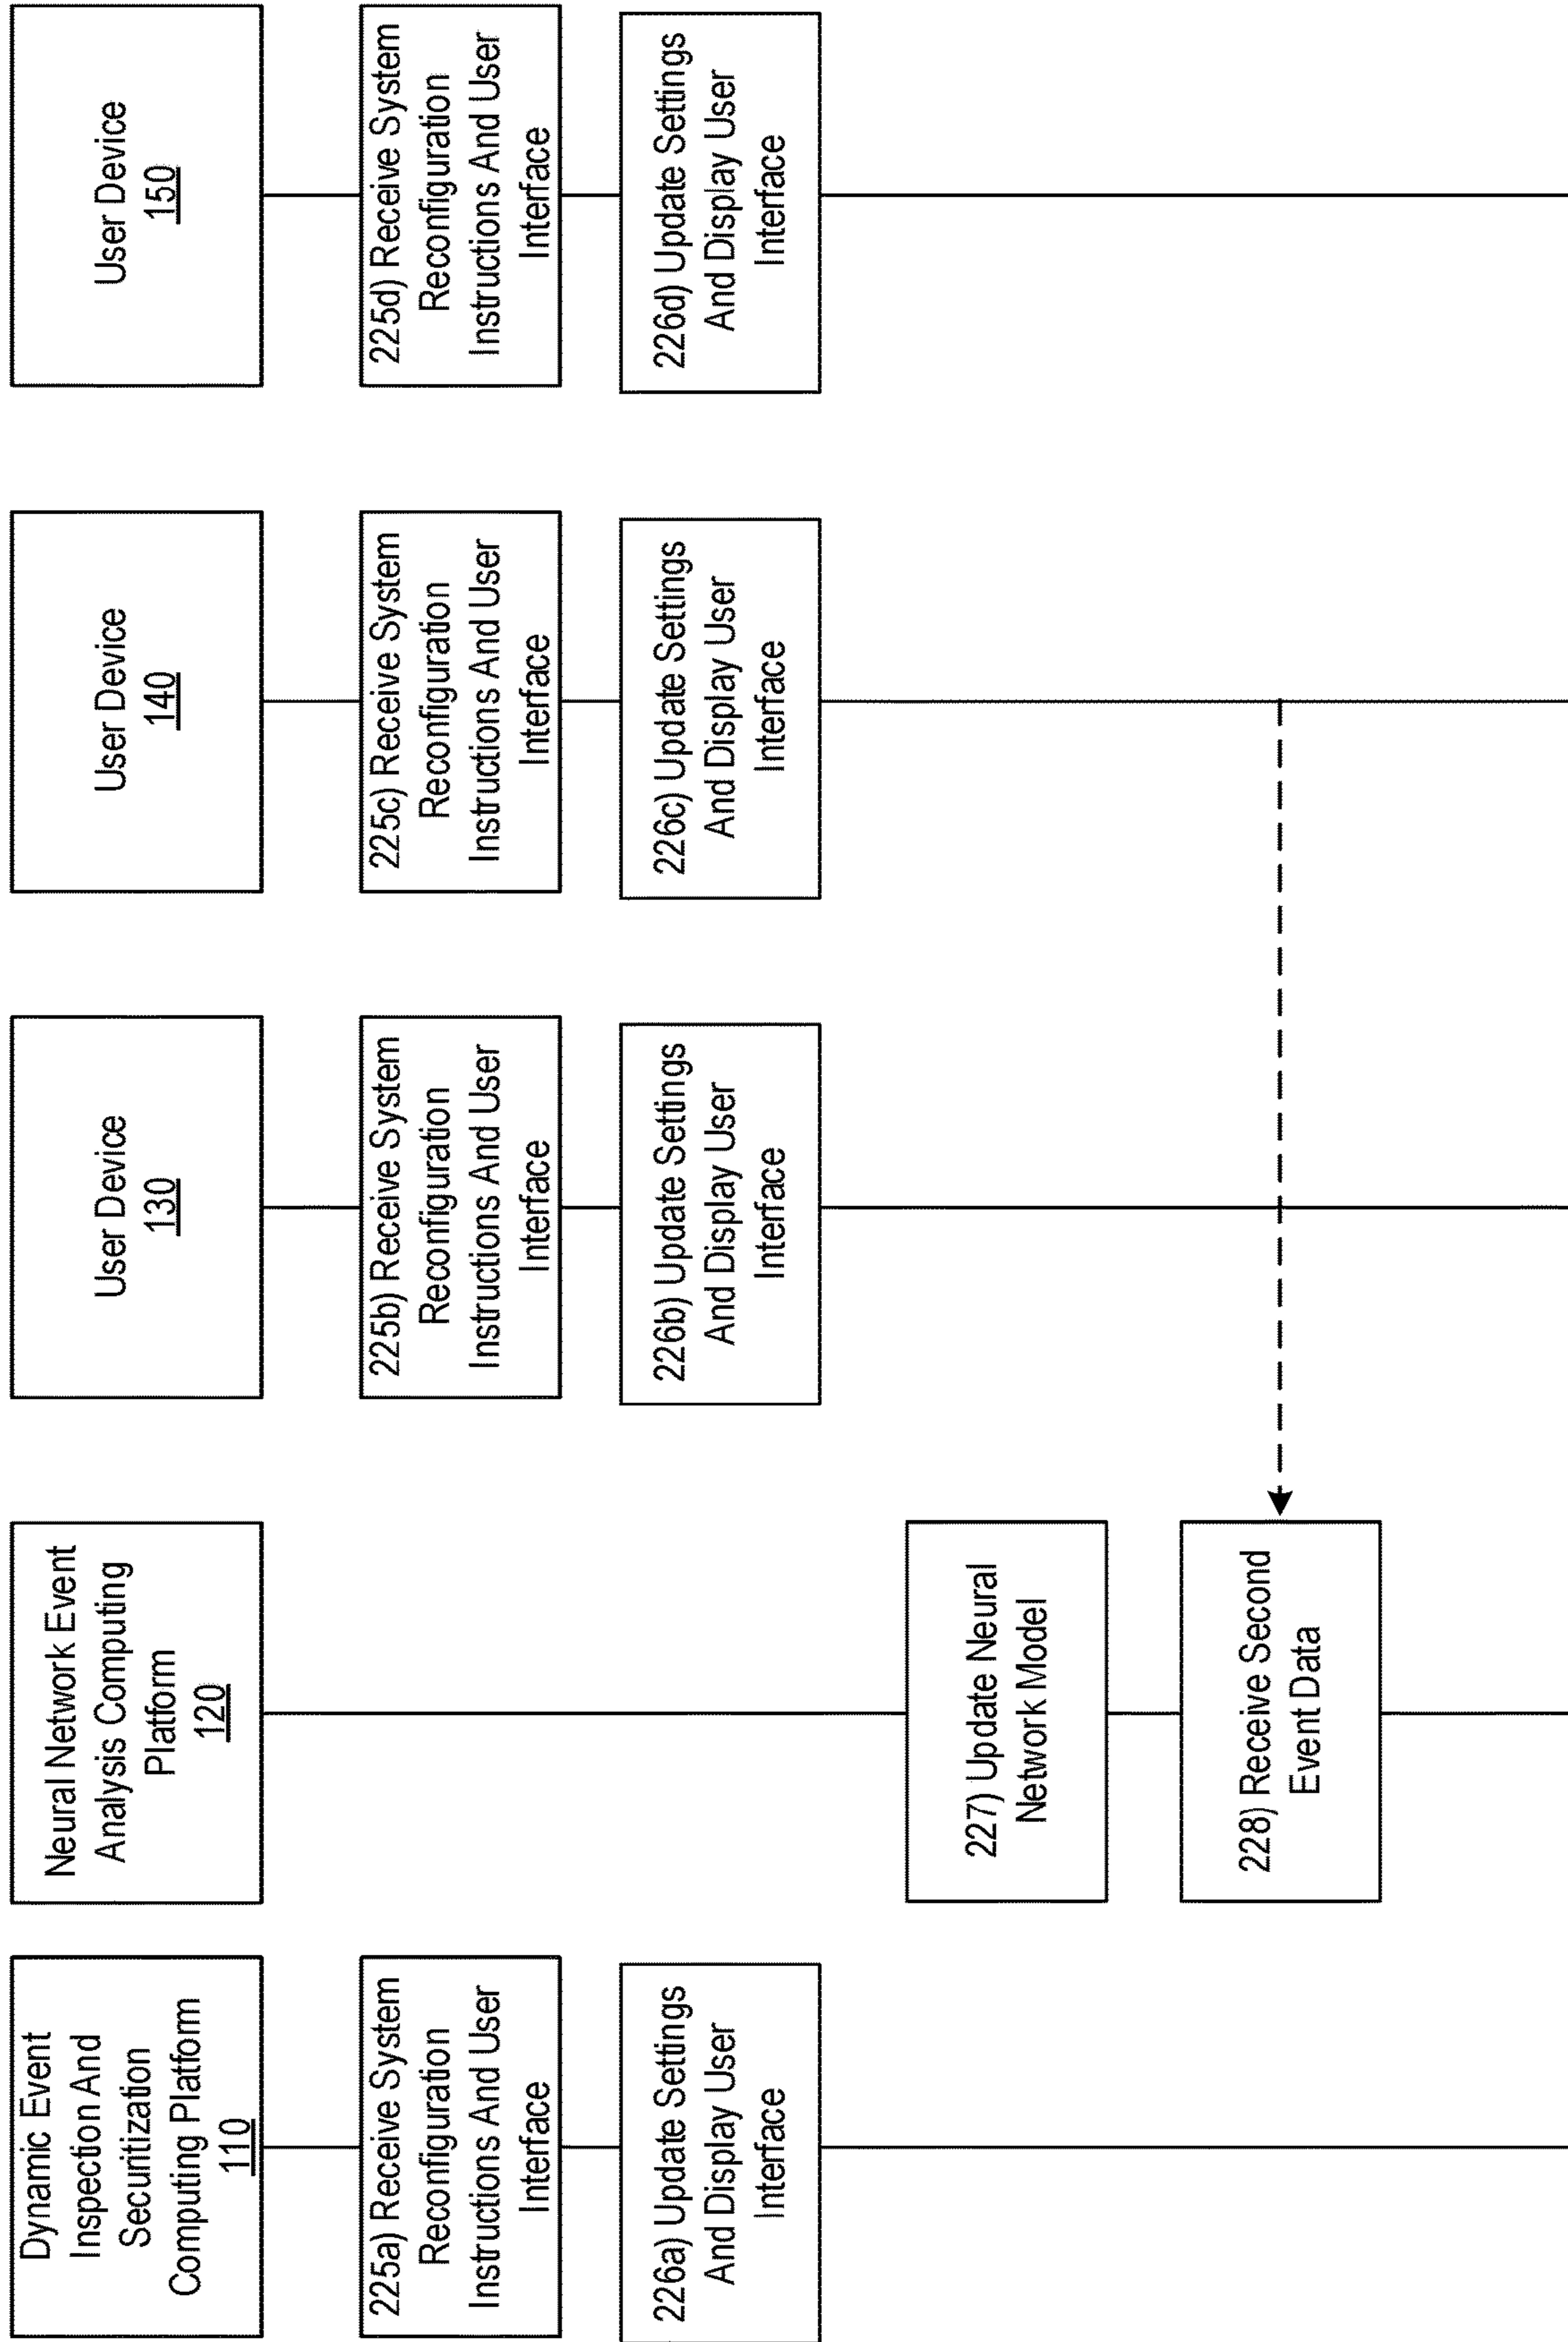 Dynamic Event
Inspection And
Securitization
Computing Platform
110
Neural Network Event
Analysis Computing
Platform
120
User Device
130
User Device
140
User Device
150
225a) Receive System
Reconfiguration
Instructions And User
Interface
225b) Receive System
Reconfiguration
Instructions And User
Interface
225c) Receive System
Reconfiguration
Instructions And User
Interface
225d) Receive System
Reconfiguration
Instructions And User
Interface
226a) Update Settings
And Display User
Interface
226b) Update Settings
And Display User
Interface
226c) Update Settings
And Display User
Interface
226d) Update Settings
And Display User
Interface
227) Update Neural
Network Model
228) Receive Second
Event Data